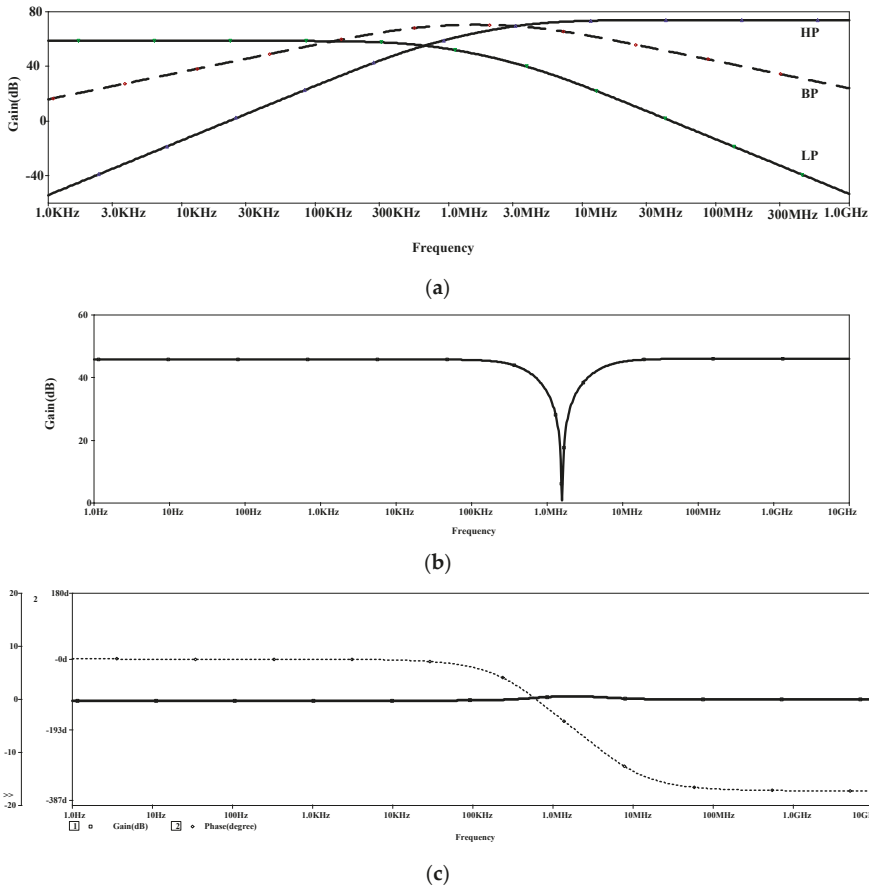 80
40
0
-40
Gain(dB)
HP
BP
LP
1.0KHz 3.0KHz 10KHz 30KHz 100KHz 300KHz 1.0MHz 3.0MHz 10MHz 30MHz 100MHz 300MHz 1.0GHz
Frequency
(a)
60
40
20
0
Gain(dB)
1.0Hz 10Hz 100Hz 1.0KHz 10KHz 100KHz 1.0MHz 10MHz 100MHz 1.0GHz 10GHz
Frequency
(b)
20 2 180d
10 -0d
0
-10 -193d
>>
-20 -387d
1.0Hz 10Hz 100Hz 1.0KHz 10KHz 100KHz 1.0MHz 10MHz 100MHz 1.0GHz 10G
1 Gain(dB) 2 Phase(degree)
Frequency
(c)